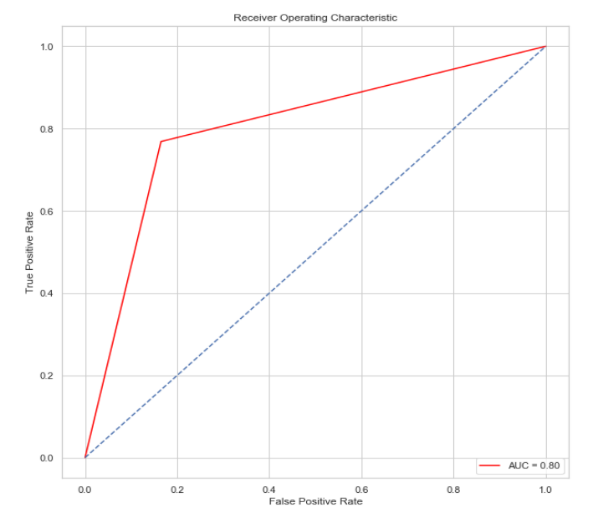 Receiver Operating Characteristic
1.0
0.8
0.6
0.4
0.2
0.0
True Positive Rate
0.0 0.2 0.4 0.6 0.8 1.0
False Positive Rate
AUC = 0.80